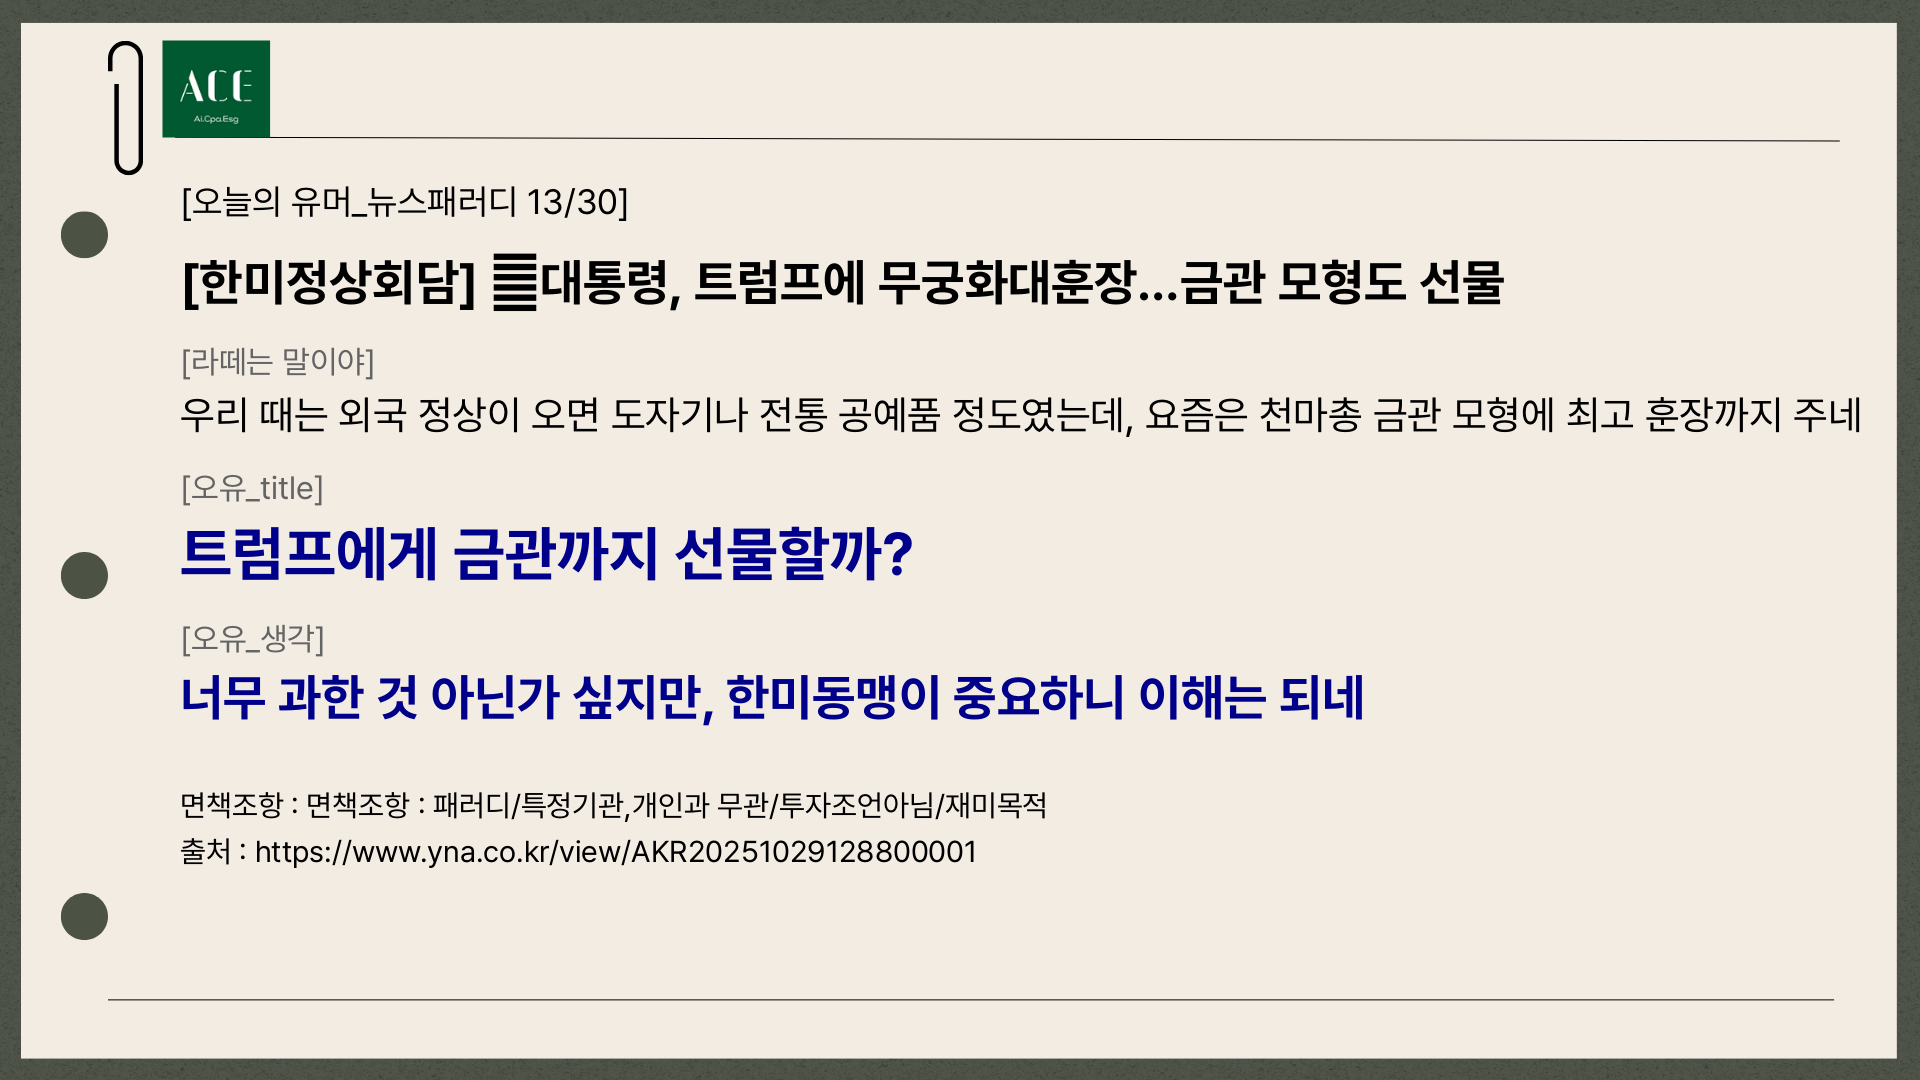 ACE
Ai.Cpa.Esg
[오늘의 유머_뉴스패러디 13/30]
[한미정상회담] 대통령, 트럼프에 무궁화대훈장...금관 모형도 선물
[라떼는 말이야]
우리 때는 외국 정상이 오면 도자기나 전통 공예품 정도였는데, 요즘은 천마총 금관 모형에 최고 훈장까지 주네
[오유_title]
트럼프에게 금관까지 선물할까?
[오유_생각]
너무 과한 것 아닌가 싶지만, 한미동맹이 중요하니 이해는 되네
면책조항 : 면책조항 : 패러디/특정기관,개인과 무관/투자조언아님/재미목적
출처 : https://www.yna.co.kr/view/AKR20251029128800001